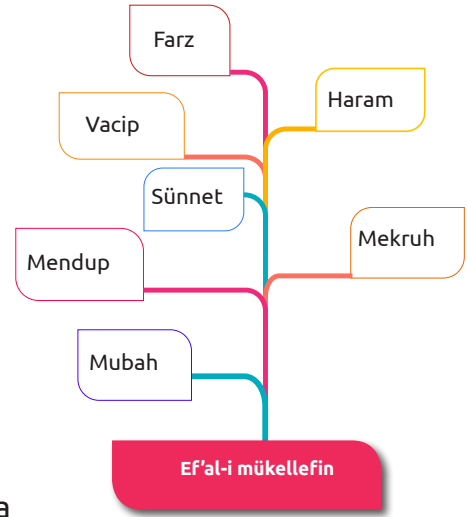 Farz
Haram
Vacip
Sünnet
Mekruh
Mendup
Mubah
Ef’al-i mükellefin
a